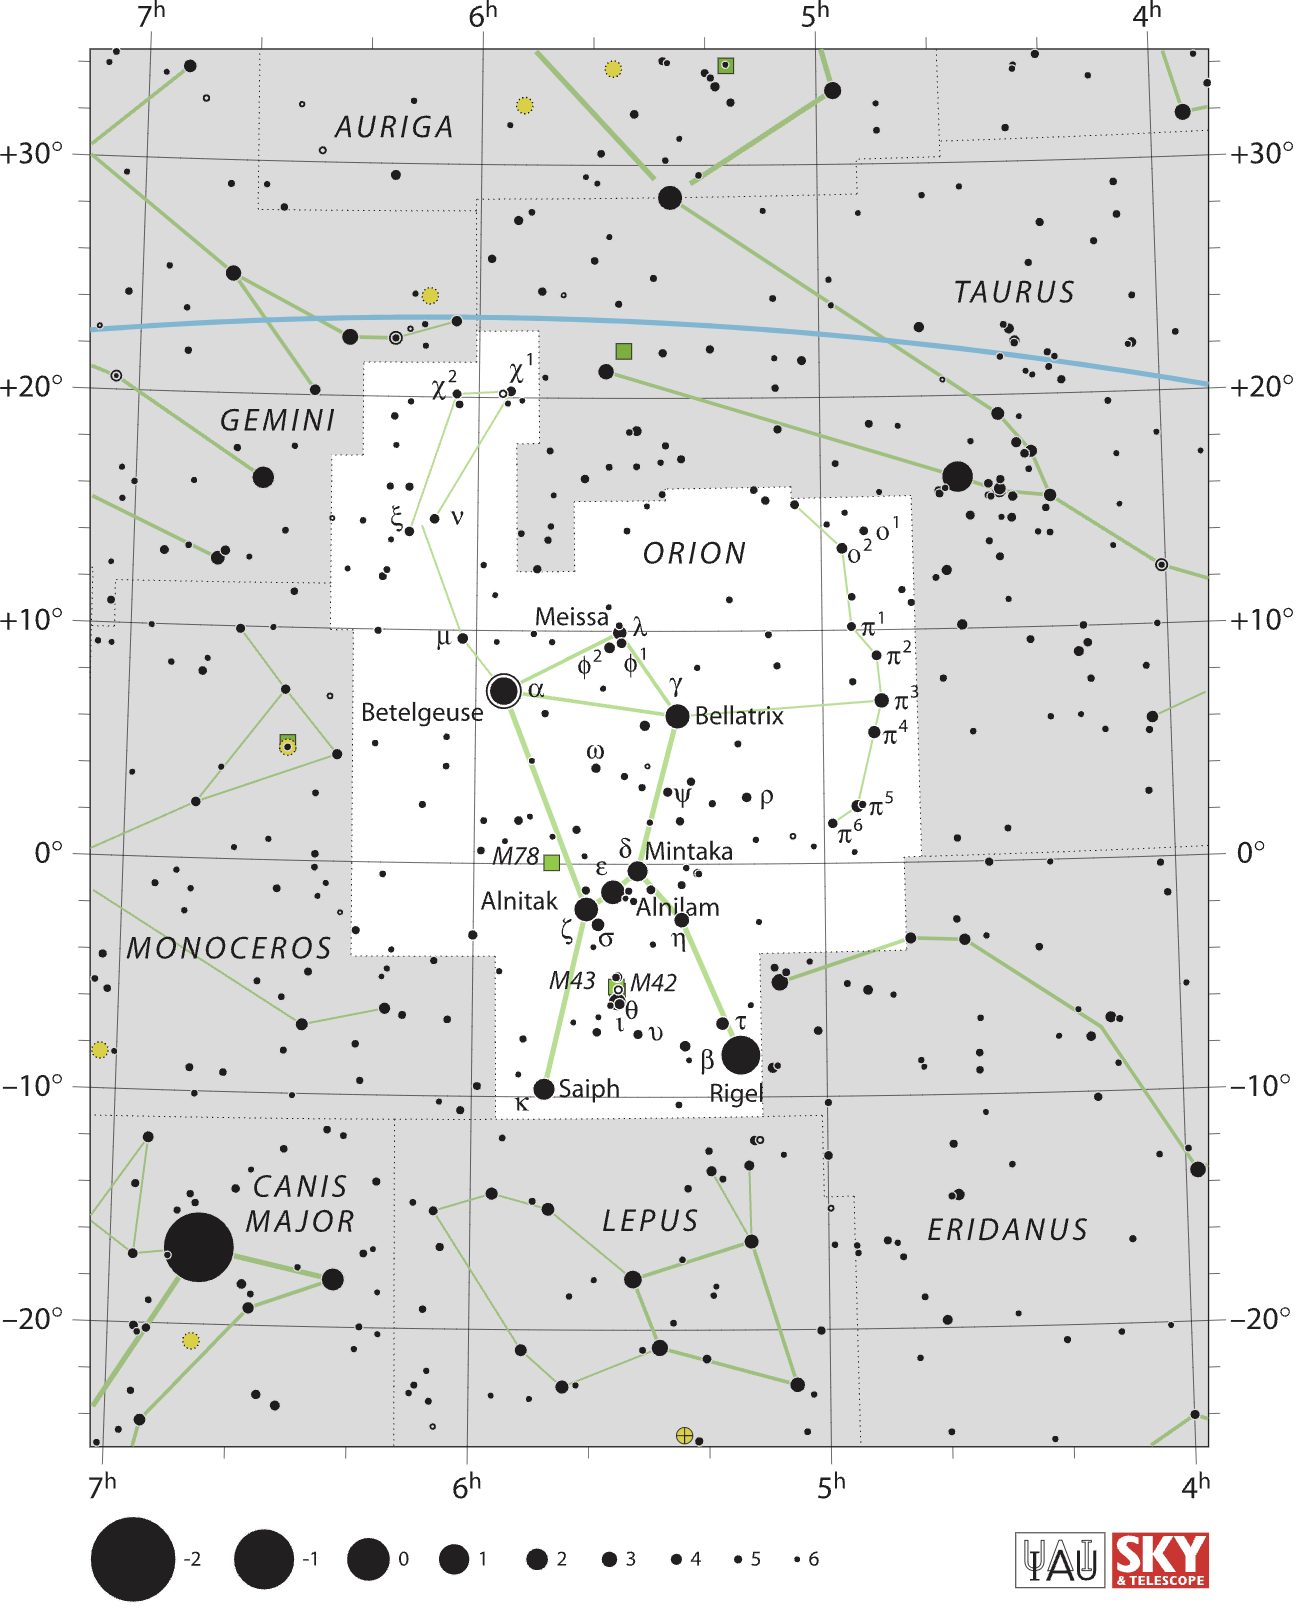 7h 6h 5h 4h
AURIGA
+30° +30°
TAURUS
+20° +20°
χ2 χ1
GEMINI
ξ ν
ORION ο1
ο2
+10° +10°
Meissa λ π1
μ ϕ2 ϕ1 π2
α γ π3
Betelgeuse Bellatrix
π4
ω
ψ ρ π5
π6
0° 0°
M78 ε δ Mintaka
Alnitak Alnilam
ζ σ η
MONOCEROS
M43 M42
θ
ι υ τ
β
−10° −10°
κ Saiph Rigel
CANIS
MAJOR
LEPUS ERIDANUS
−20° −20°
7h 6h 5h 4h
-2 -1 0 1 2 3 4 5 6
IAU
SKY
& TELESCOPE